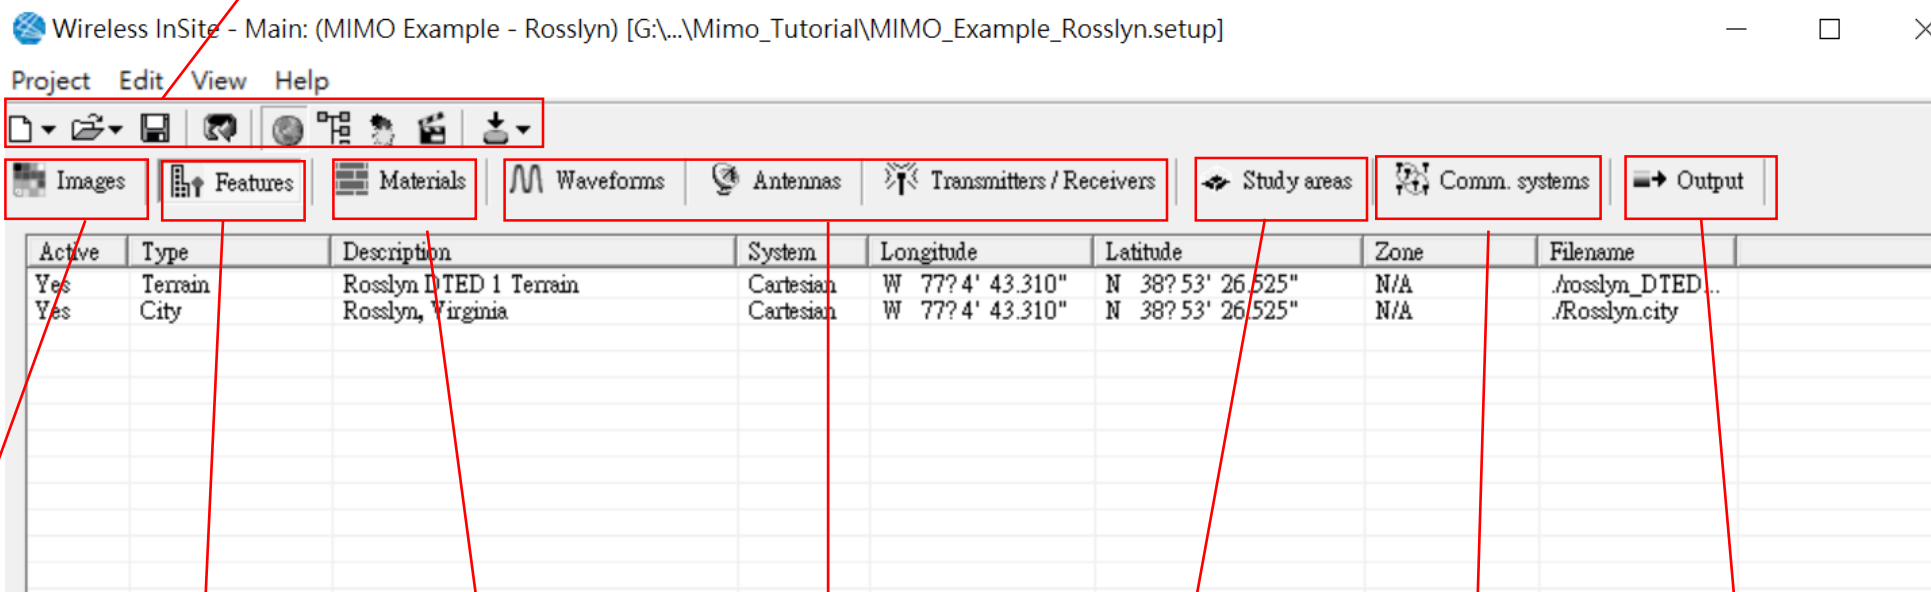 Wireless InSite - Main: (MIMO Example - Rosslyn) [G:\...\Mimo_Tutorial\MIMO_Example_Rosslyn.setup]
Project Edit View Help
Images Features Materials Waveforms Antennas Transmitters / Receivers Study areas Comm. systems Output
Active Type Description System Longitude Latitude Zone Filename
Yes Terrain Rosslyn DTED 1 Terrain Cartesian W 77? 4' 43.310" N 38? 53' 26.525" N/A ./rosslyn_DTED...
Yes City Rosslyn, Virginia Cartesian W 77? 4' 43.310" N 38? 53' 26.525" N/A ./Rosslyn.city